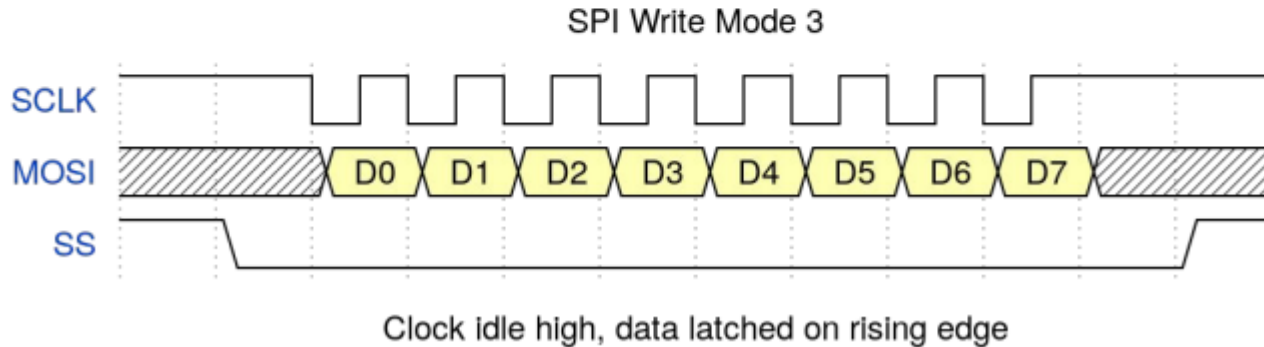 SPI Write Mode 3
SCLK
MOSI D0 D1 D2 D3 D4 D5 D6 D7
SS
Clock idle high, data latched on rising edge